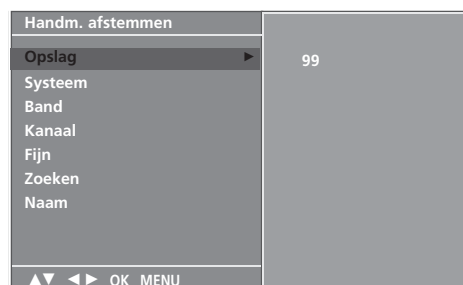 Handm. afstemmen
Opslag ► 99
Systeem
Band
Kanaal
Fijn
Zoeken
Naam
▲▼ ◄► OK MENU